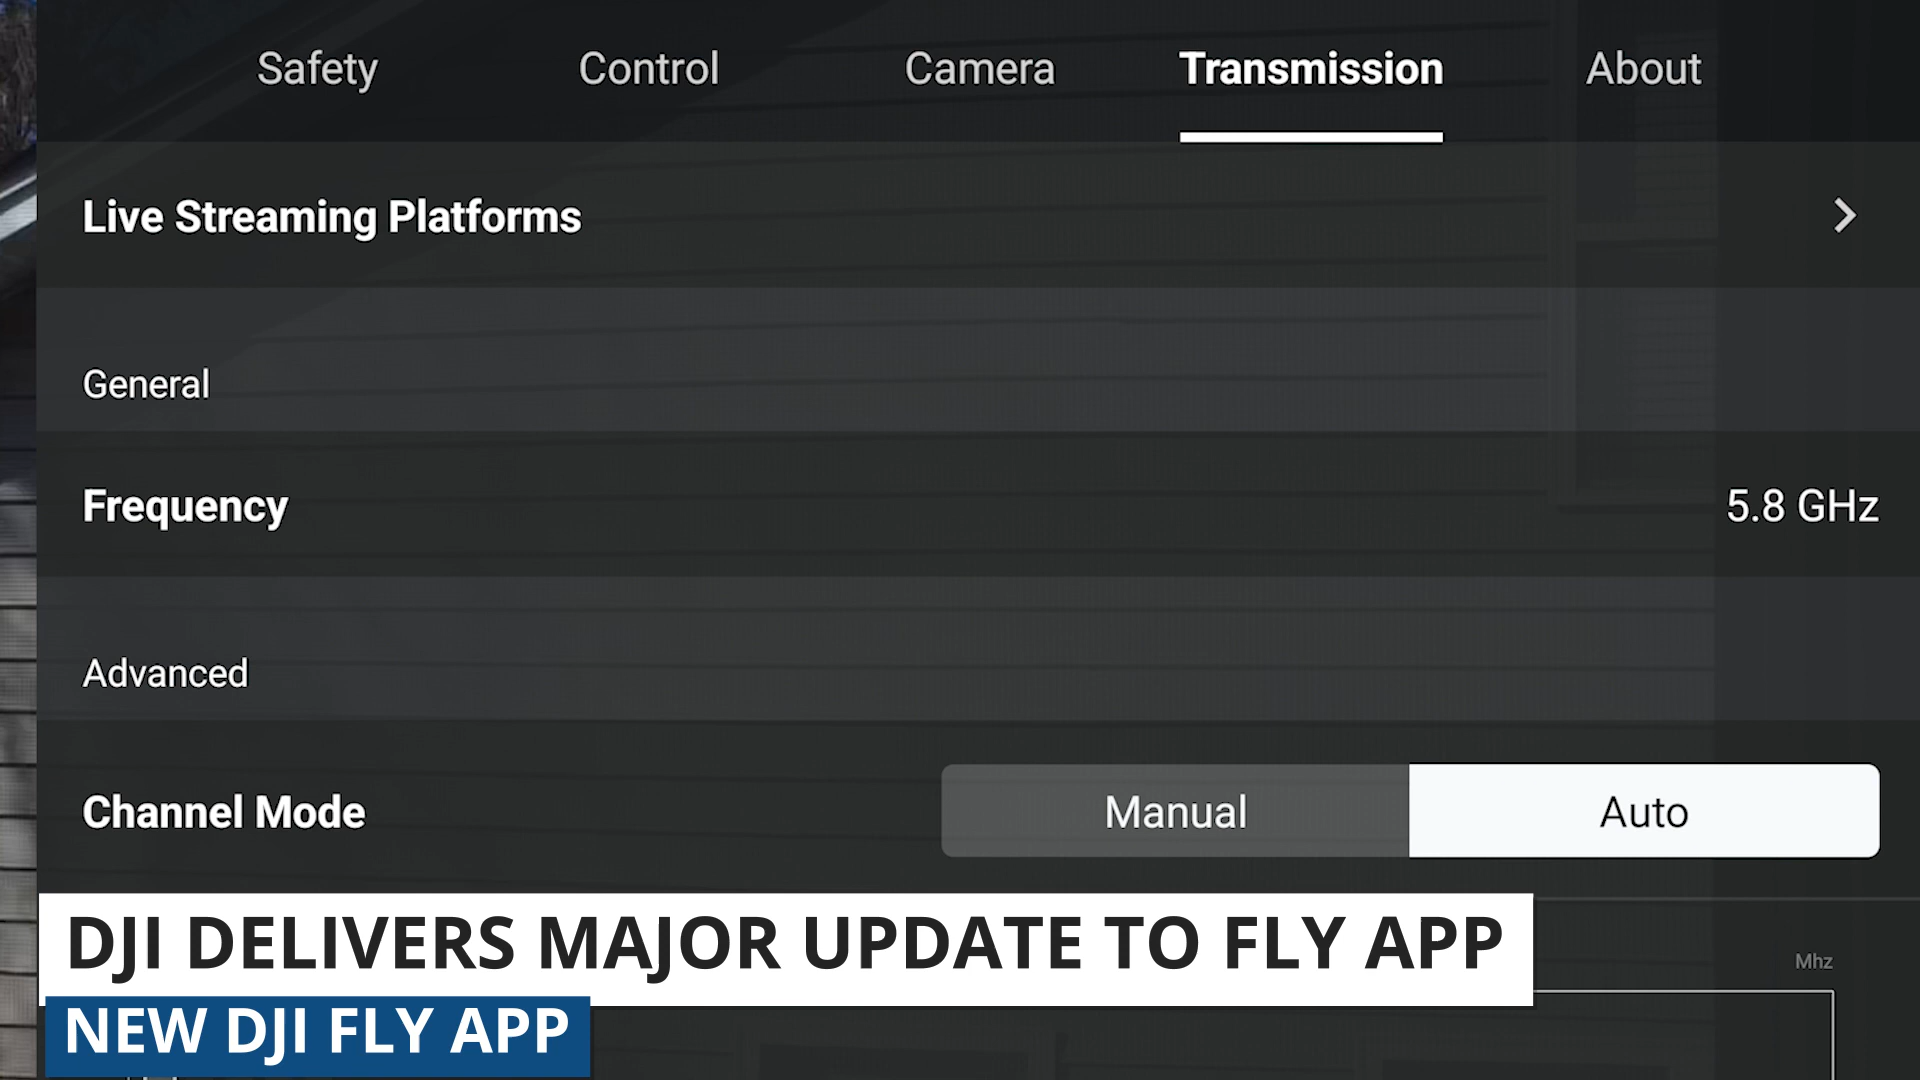 Safety Control Camera Transmission About
Live Streaming Platforms
General
Frequency 5.8 GHz
Advanced
Channel Mode Manual Auto
Mhz
DJI DELIVERS MAJOR UPDATE TO FLY APP
NEW DJI FLY APP